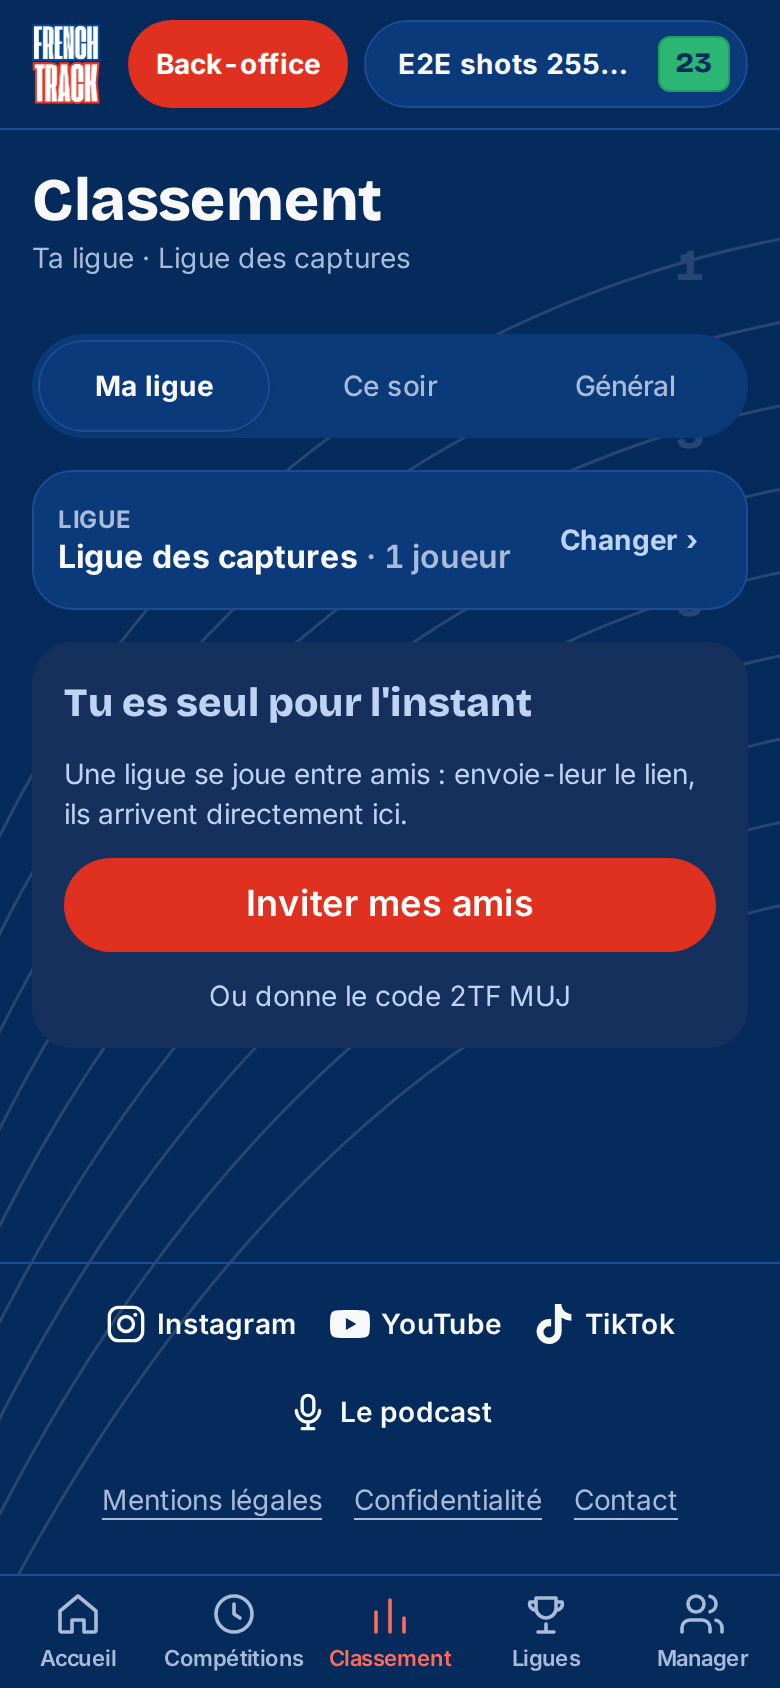 FRENCH
TRACK
Back-office
E2E shots 255...
23
Classement
Ta ligue · Ligue des captures
1
Ma ligue
Ce soir
Général
LIGUE
Ligue des captures · 1 joueur
Changer ›
Tu es seul pour l'instant
Une ligue se joue entre amis : envoie-leur le lien,
ils arrivent directement ici.
Inviter mes amis
Ou donne le code 2TF MUJ
Instagram
YouTube
TikTok
Le podcast
Mentions légales
Confidentialité
Contact
Accueil
Compétitions
Classement
Ligues
Manager